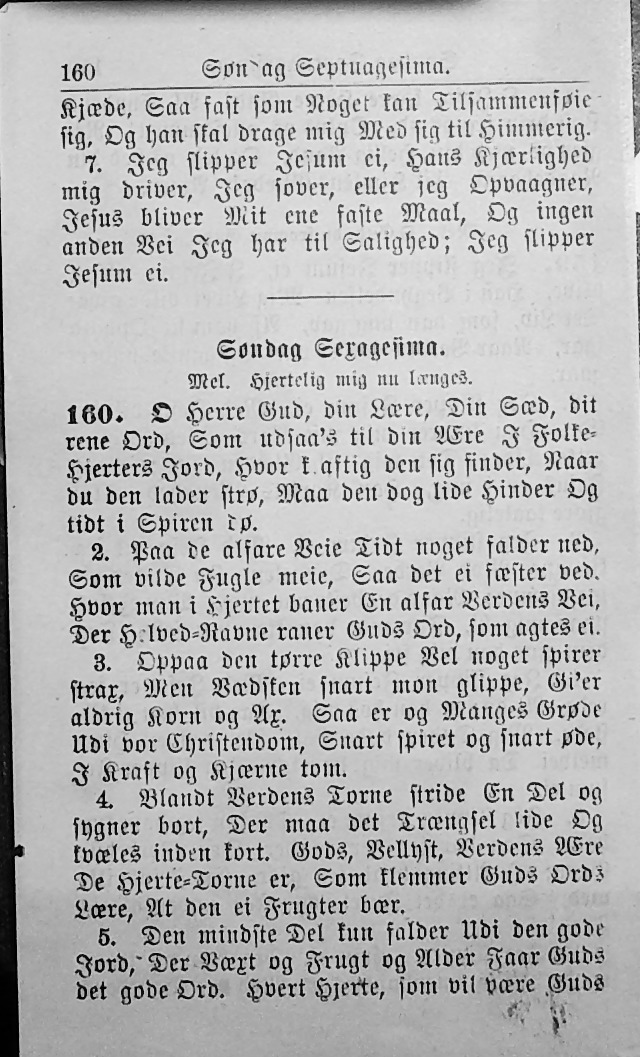 160 Søndag Septuagesima.
Kjæde, Saa fast som Noget kan Tilsammenføie
sig, Og han skal drage mig Med sig til Himmerig.
7. Jeg slipper Jesum ei, Hans Kjærlighed
mig driver, Jeg sover, eller jeg Opvaagner,
Jesus bliver Mit ene faste Maal, Og ingen
anden Vei Jeg har til Salighed; Jeg slipper
Jesum ei.
Søndag Sexagesima.
Mel. Hjertelig mig nu længes.
160. O Herre Gud, din Lære, Din Sæd, dit
rene Ord, Som udsaa's til din Ære I Folke-
Hjerters Jord, Hvor kraftig den sig finder, Naar
du den lader strø, Maa den dog lide Hinder Og
tidt i Spiren dø.
2. Paa de alfare Veie Tidt noget falder ned,
Som vilde Fugle meie, Saa det ei fæster ved.
Hvor man i Hjertet baner En alfar Verdens Vei,
Der Helved-Ravne raner Guds Ord, som agtes ei.
3. Oppaa den tørre Klippe Vel noget spirer
strax, Men Vædsken snart mon glippe, Gi'er
aldrig Korn og Ax. Saa er og Manges Grøde
Udi vor Christendom, Snart spiret og snart øde,
I Kraft og Kjærne tom.
4. Blandt Verdens Torne stride En Del og
sygner bort, Der maa det Trængsel lide Og
kvæles inden kort. Gods, Vellyst, Verdens Ære
De Hjerte-Torne er, Som klemmer Guds Ords
Lære, At den ei Frugter bær.
5. Den mindste Del kun falder Udi den gode
Jord, Der Væxt og Frugt og Alder Faar Guds
det gode Ord. Hvert Hjerte, som vil være Guds